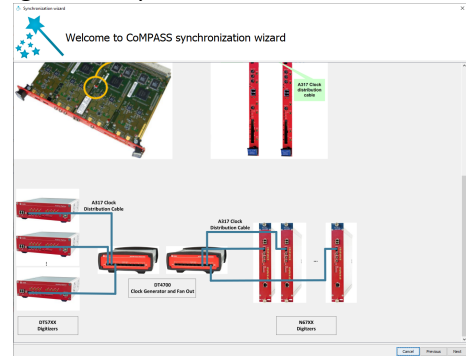 Synchronization wizard
Welcome to CoMPASS synchronization wizard
A317 Clock
distribution
cable
A317 Clock
Distribution Cable
A317 Clock
Distribution Cable
DT4700
Clock Generator and Fan Out
DT57XX
Digitizers
N67XX
Digitizers
Cancel
Previous
Next